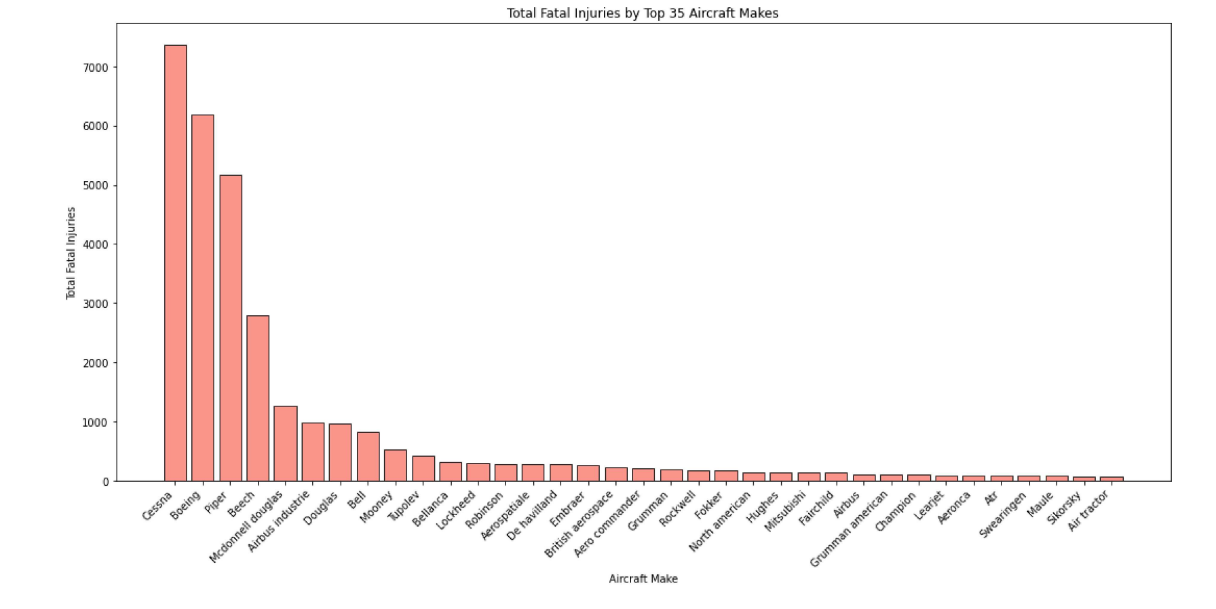 Total Fatal Injuries by Top 35 Aircraft Makes
Total Fatal Injuries
7000
6000
5000
4000
3000
2000
1000
0
Cessna
Boeing
Piper
Beech
Mcdonnell douglas
Airbus industrie
Douglas
Bell
Mooney
Tupolev
Bellanca
Lockheed
Robinson
Aerospatiale
De havilland
Embraer
British aerospace
Aero commander
Grumman
Rockwell
Fokker
North american
Hughes
Mitsubishi
Fairchild
Airbus
Grumman american
Champion
Learjet
Aeronca
Atr
Swearingen
Maule
Sikorsky
Air tractor
Aircraft Make